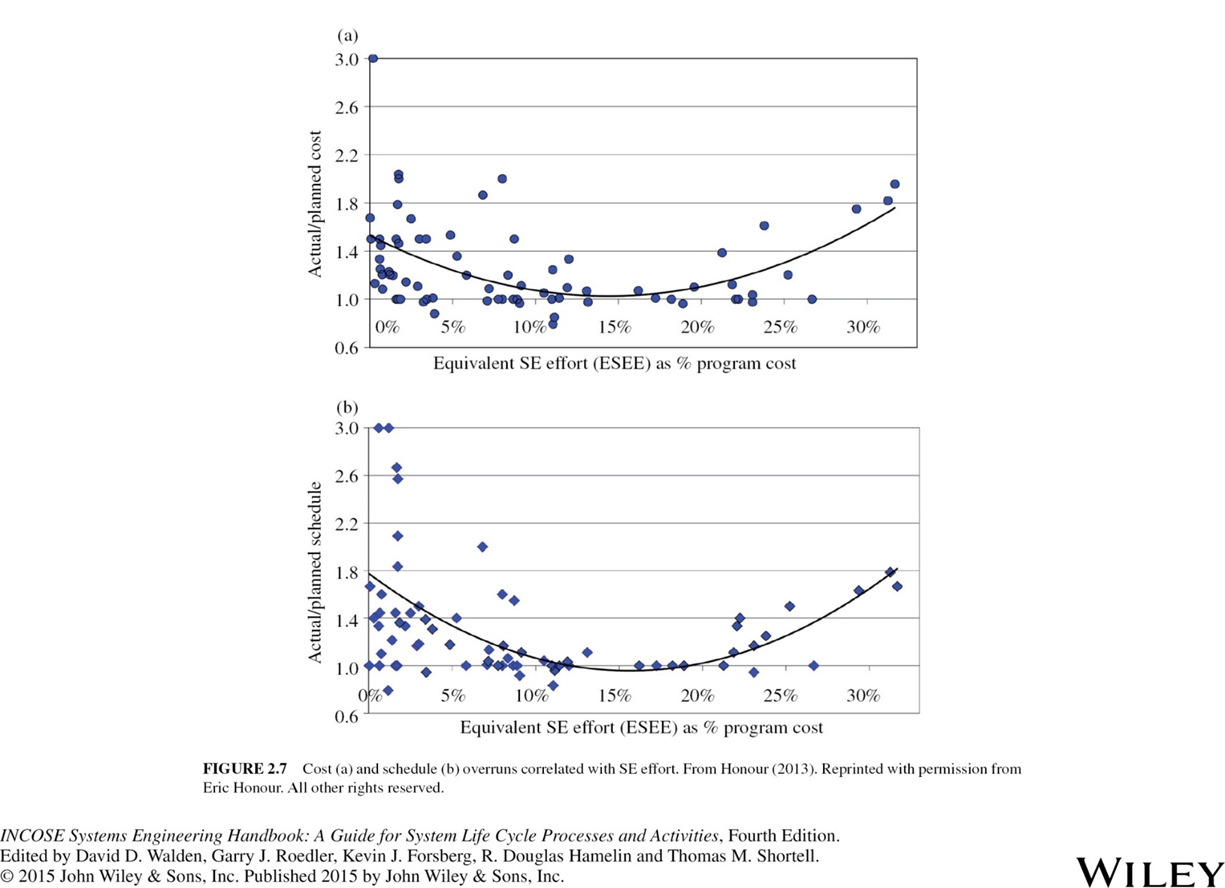 (a)
3.0
2.6
2.2
1.8
1.4
1.0
0.6
Actual/planned cost
0% 5% 10% 15% 20% 25% 30%
Equivalent SE effort (ESEE) as % program cost
(b)
3.0
2.6
2.2
1.8
1.4
1.0
0.6
Actual/planned schedule
0% 5% 10% 15% 20% 25% 30%
Equivalent SE effort (ESEE) as % program cost
FIGURE 2.7 Cost (a) and schedule (b) overruns correlated with SE effort. From Honour (2013). Reprinted with permission from
Eric Honour. All other rights reserved.
INCOSE Systems Engineering Handbook: A Guide for System Life Cycle Processes and Activities, Fourth Edition.
Edited by David D. Walden, Garry J. Roedler, Kevin J. Forsberg, R. Douglas Hamelin and Thomas M. Shortell.
© 2015 John Wiley & Sons, Inc. Published 2015 by John Wiley & Sons, Inc.
WILEY